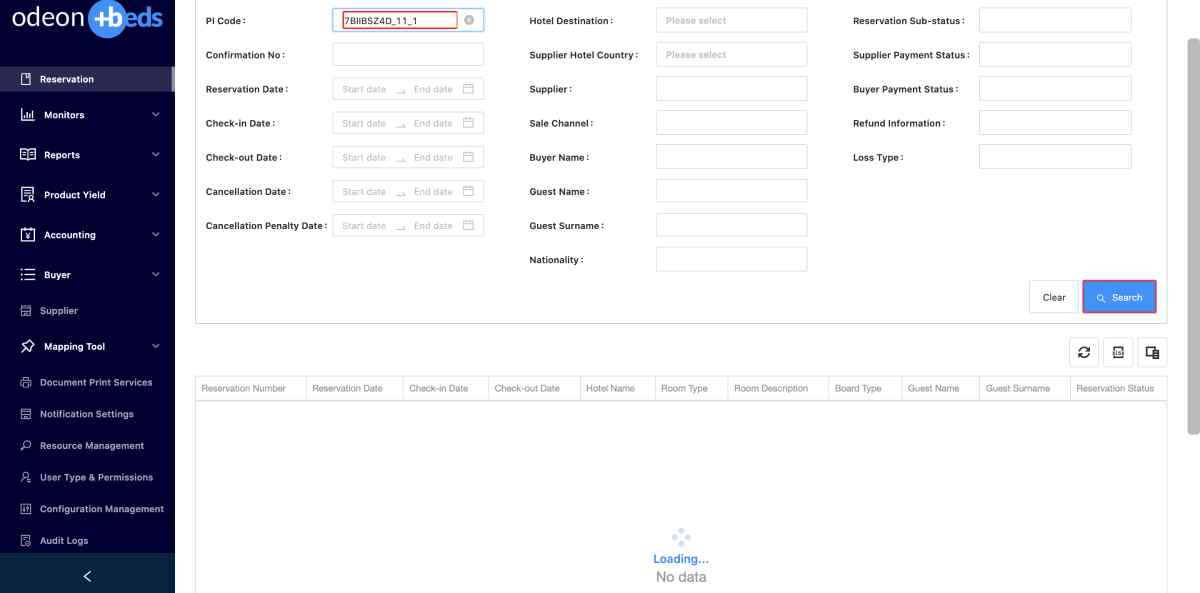 odeon +beds
Reservation
Monitors
Reports
Product Yield
Accounting
Buyer
Supplier
Mapping Tool
Document Print Services
Notification Settings
Resource Management
User Type & Permissions
Configuration Management
Audit Logs
PI Code : 7BIIBSZ4D_11_1
Confirmation No :
Reservation Date : Start date End date
Check-in Date : Start date End date
Check-out Date : Start date End date
Cancellation Date : Start date End date
Cancellation Penalty Date : Start date End date
Hotel Destination : Please select
Supplier Hotel Country : Please select
Supplier :
Sale Channel :
Buyer Name :
Guest Name :
Guest Surname :
Nationality :
Reservation Sub-status :
Supplier Payment Status :
Buyer Payment Status :
Refund Information :
Loss Type :
Clear Search
Reservation Number Reservation Date Check-in Date Check-out Date Hotel Name Room Type Room Description Board Type Guest Name Guest Surname Reservation Status
Loading...
No data